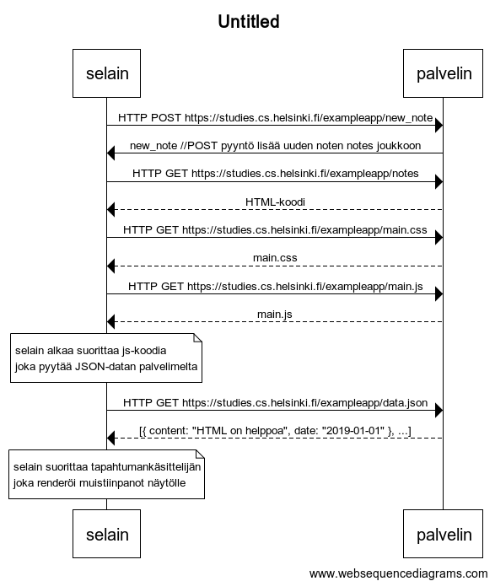 Untitled
selain
palvelin
HTTP POST https://studies.cs.helsinki.fi/exampleapp/new_note
new_note //POST pyyntö lisää uuden noten notes joukkoon
HTTP GET https://studies.cs.helsinki.fi/exampleapp/notes
HTML-koodi
HTTP GET https://studies.cs.helsinki.fi/exampleapp/main.css
main.css
HTTP GET https://studies.cs.helsinki.fi/exampleapp/main.js
main.js
selain alkaa suorittaa js-koodia
joka pyytää JSON-datan palvelimelta
HTTP GET https://studies.cs.helsinki.fi/exampleapp/data.json
[{ content: "HTML on helppoa", date: "2019-01-01" }, ...]
selain suorittaa tapahtumankäsittelijän
joka renderöi muistiinpanot näytölle
selain
palvelin
www.websequencediagrams.com